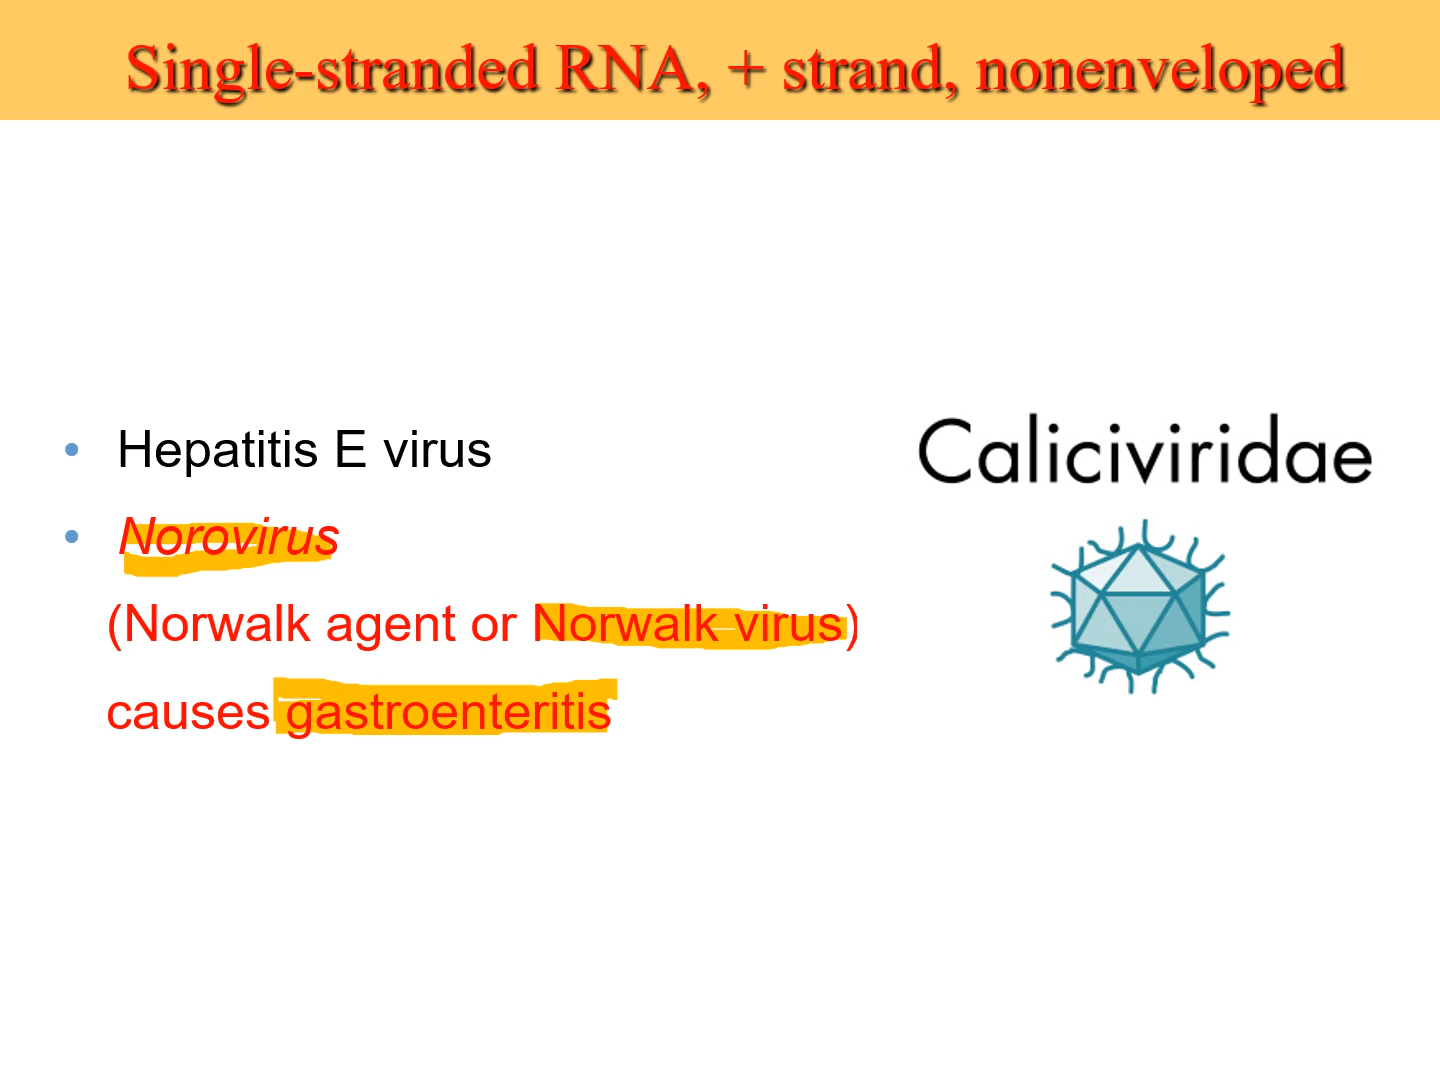 Single-stranded RNA, + strand, nonenveloped
• Hepatitis E virus
• Norovirus
(Norwalk agent or Norwalk virus)
causes gastroenteritis
Caliciviridae